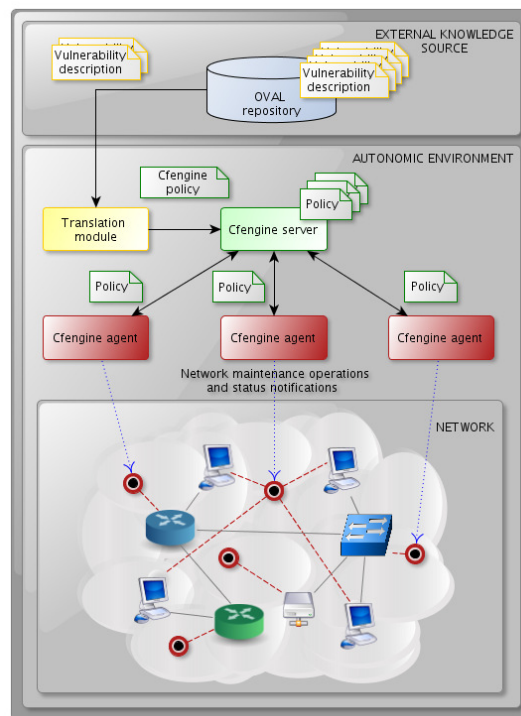 EXTERNAL KNOWLEDGE
SOURCE
Vulnerability
description
Vulnerability
Vulnerability
description
OVAL
repository
AUTONOMIC ENVIRONMENT
Cfengine
policy
Policy
Translation
module
Cfengine server
Policy
Policy
Policy
Cfengine agent
Cfengine agent
Cfengine agent
Network maintenance operations
and status notifications
NETWORK